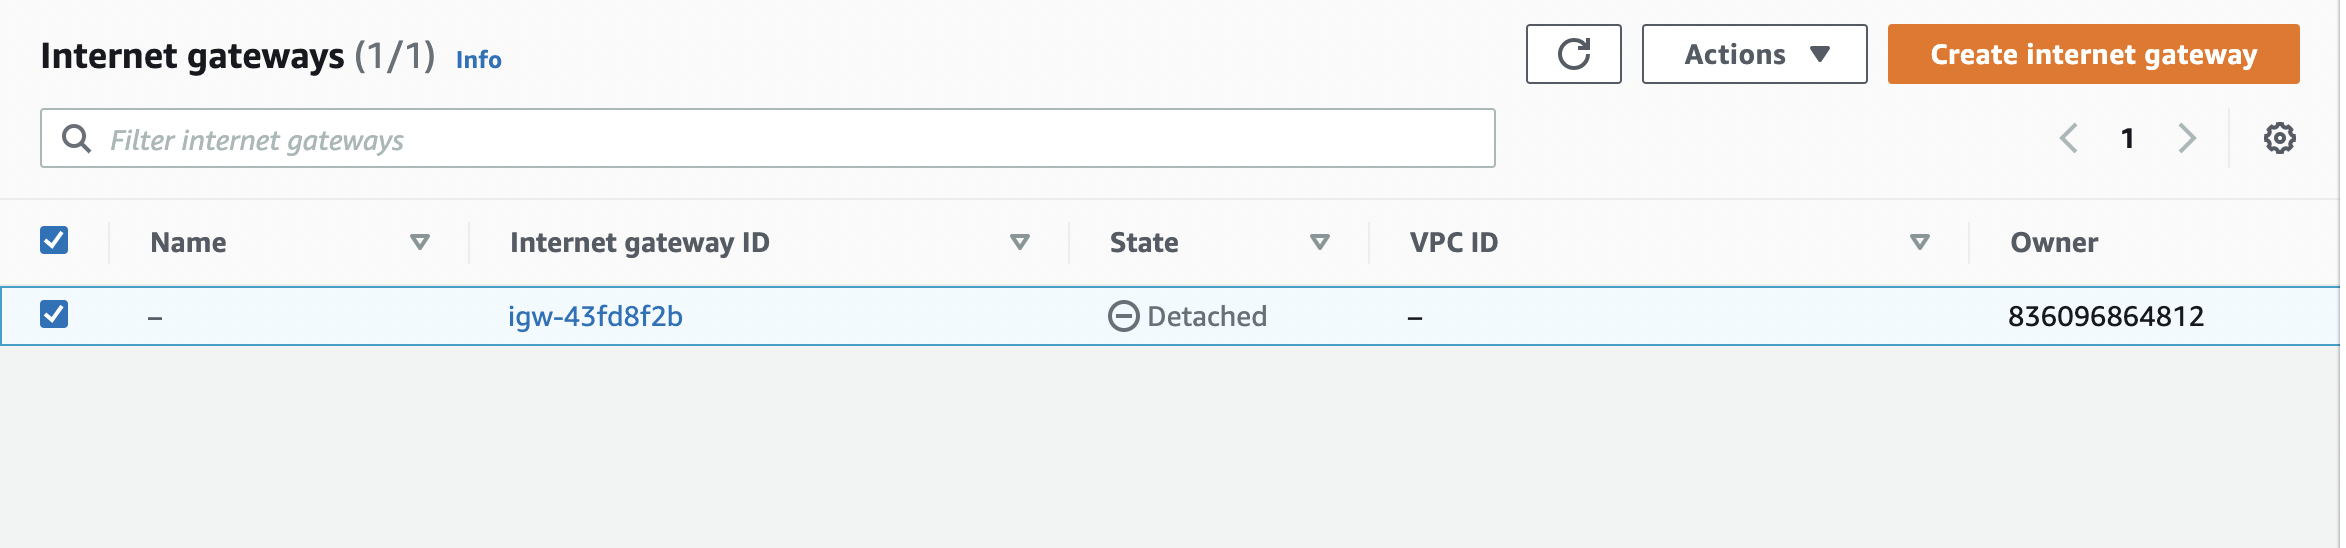 Internet gateways (1/1) Info
Actions
Create internet gateway
Filter internet gateways
1
Name Internet gateway ID State VPC ID Owner
– igw-43fd8f2b Detached – 836096864812